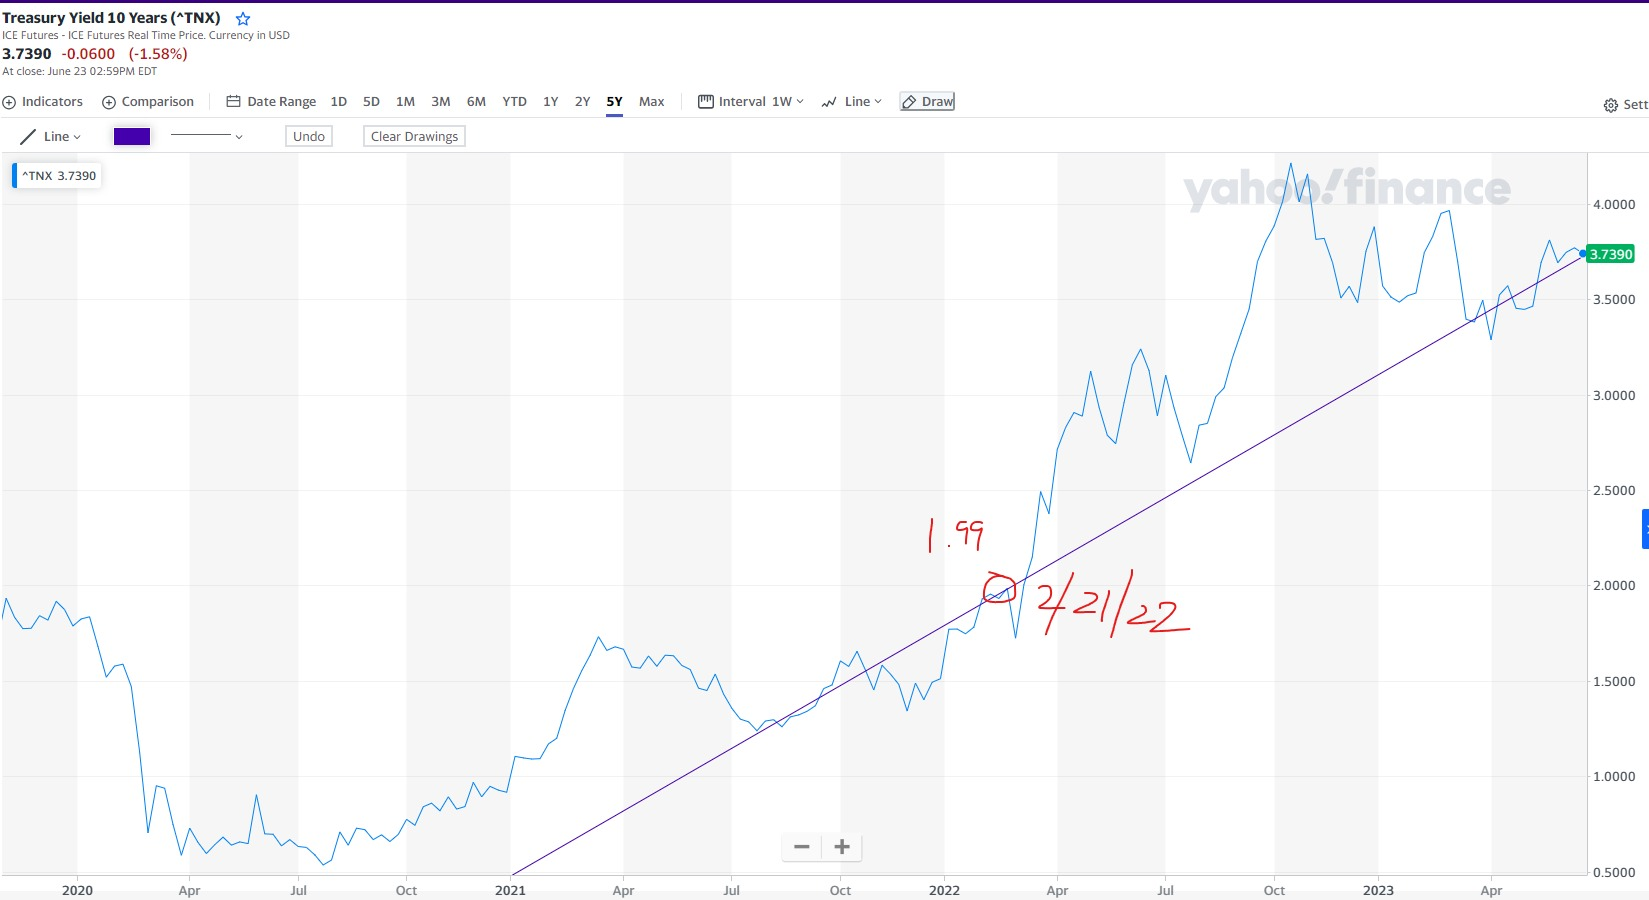 Treasury Yield 10 Years (^TNX)
ICE Futures - ICE Futures Real Time Price. Currency in USD
3.7390 -0.0600 (-1.58%)
At close: June 23 02:59PM EDT
Indicators Comparison Date Range 1D 5D 1M 3M 6M YTD 1Y 2Y 5Y Max Interval 1W Line Draw
Sett
Line Undo Clear Drawings
^TNX 3.7390
yahoo!finance
4.0000
3.7390
3.5000
3.0000
2.5000
1.99
2.0000
2/21/22
1.5000
1.0000
0.5000
2020 Apr Jul Oct 2021 Apr Jul Oct 2022 Apr Jul Oct 2023 Apr